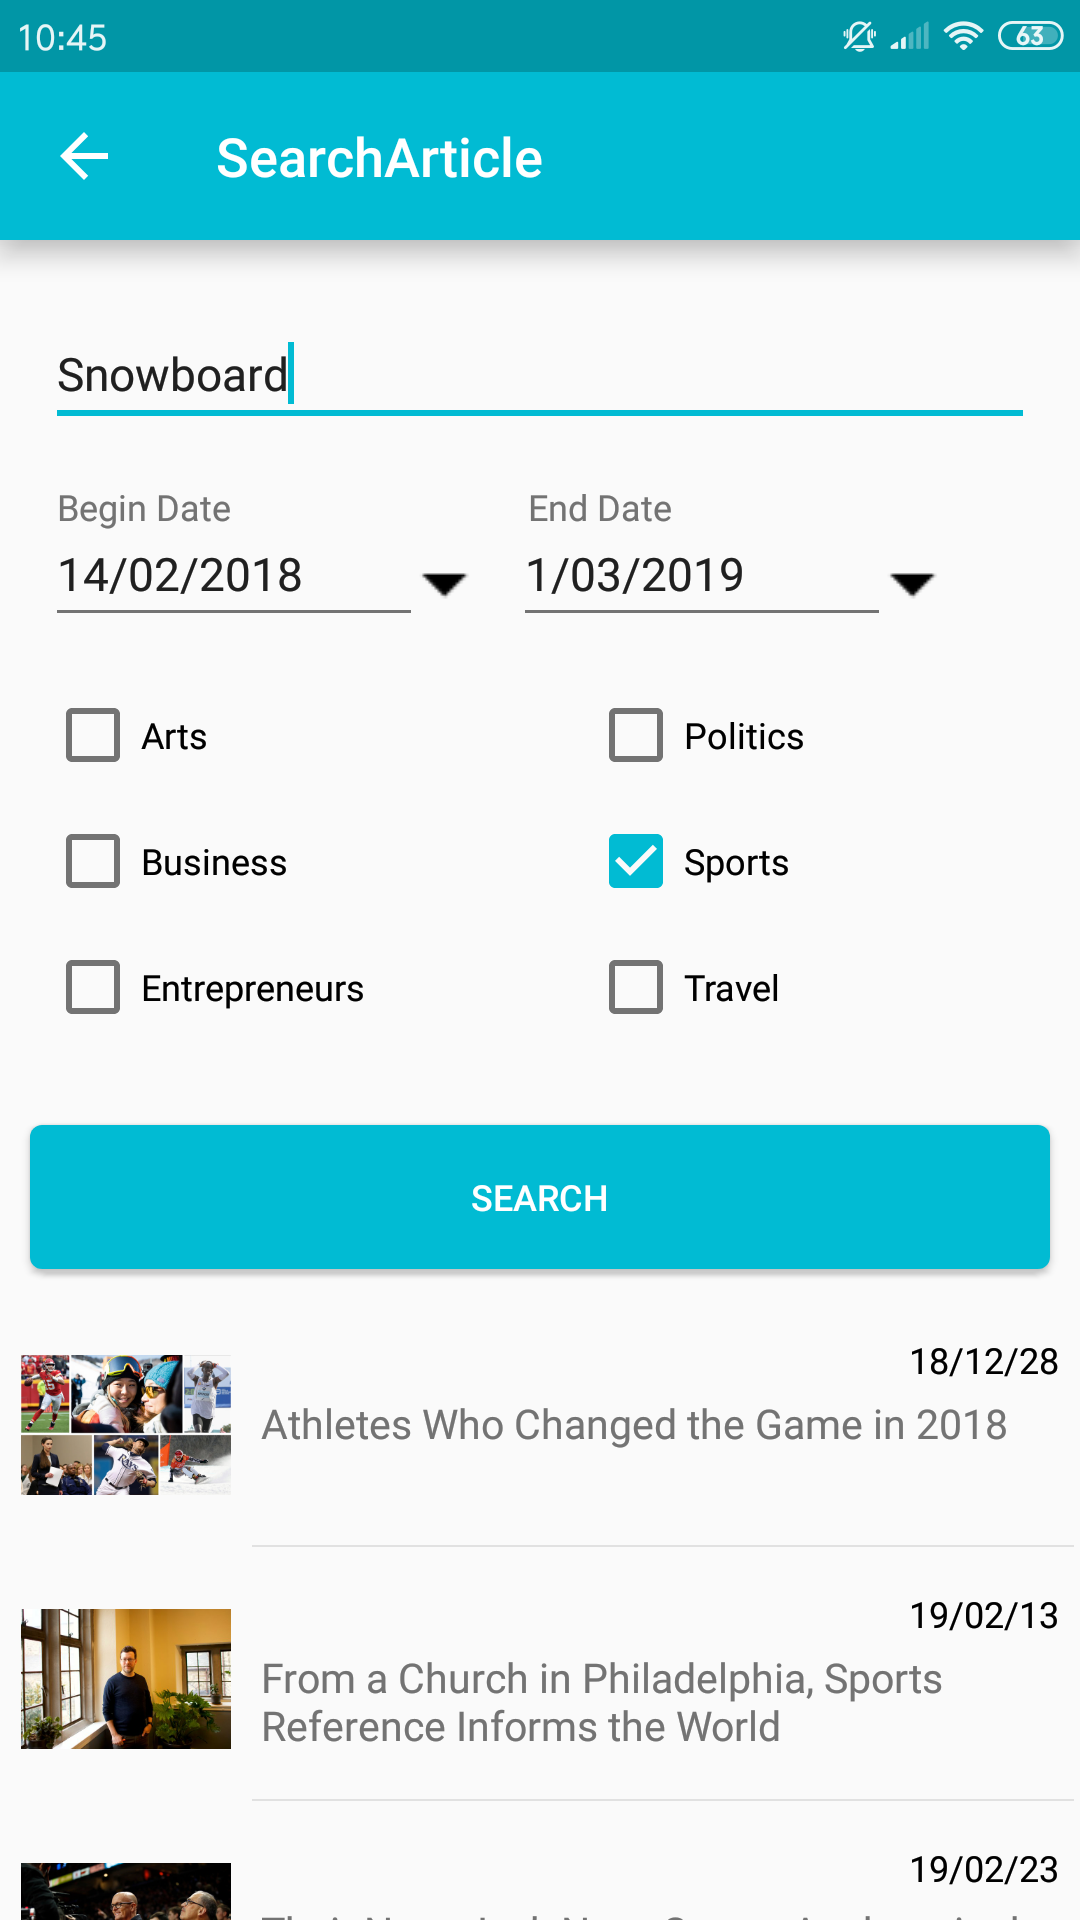 10:45
63
SearchArticle
Snowboard
Begin Date
End Date
14/02/2018
1/03/2019
Arts
Politics
Business
Sports
Entrepreneurs
Travel
SEARCH
18/12/28
Athletes Who Changed the Game in 2018
19/02/13
From a Church in Philadelphia, Sports
Reference Informs the World
19/02/23